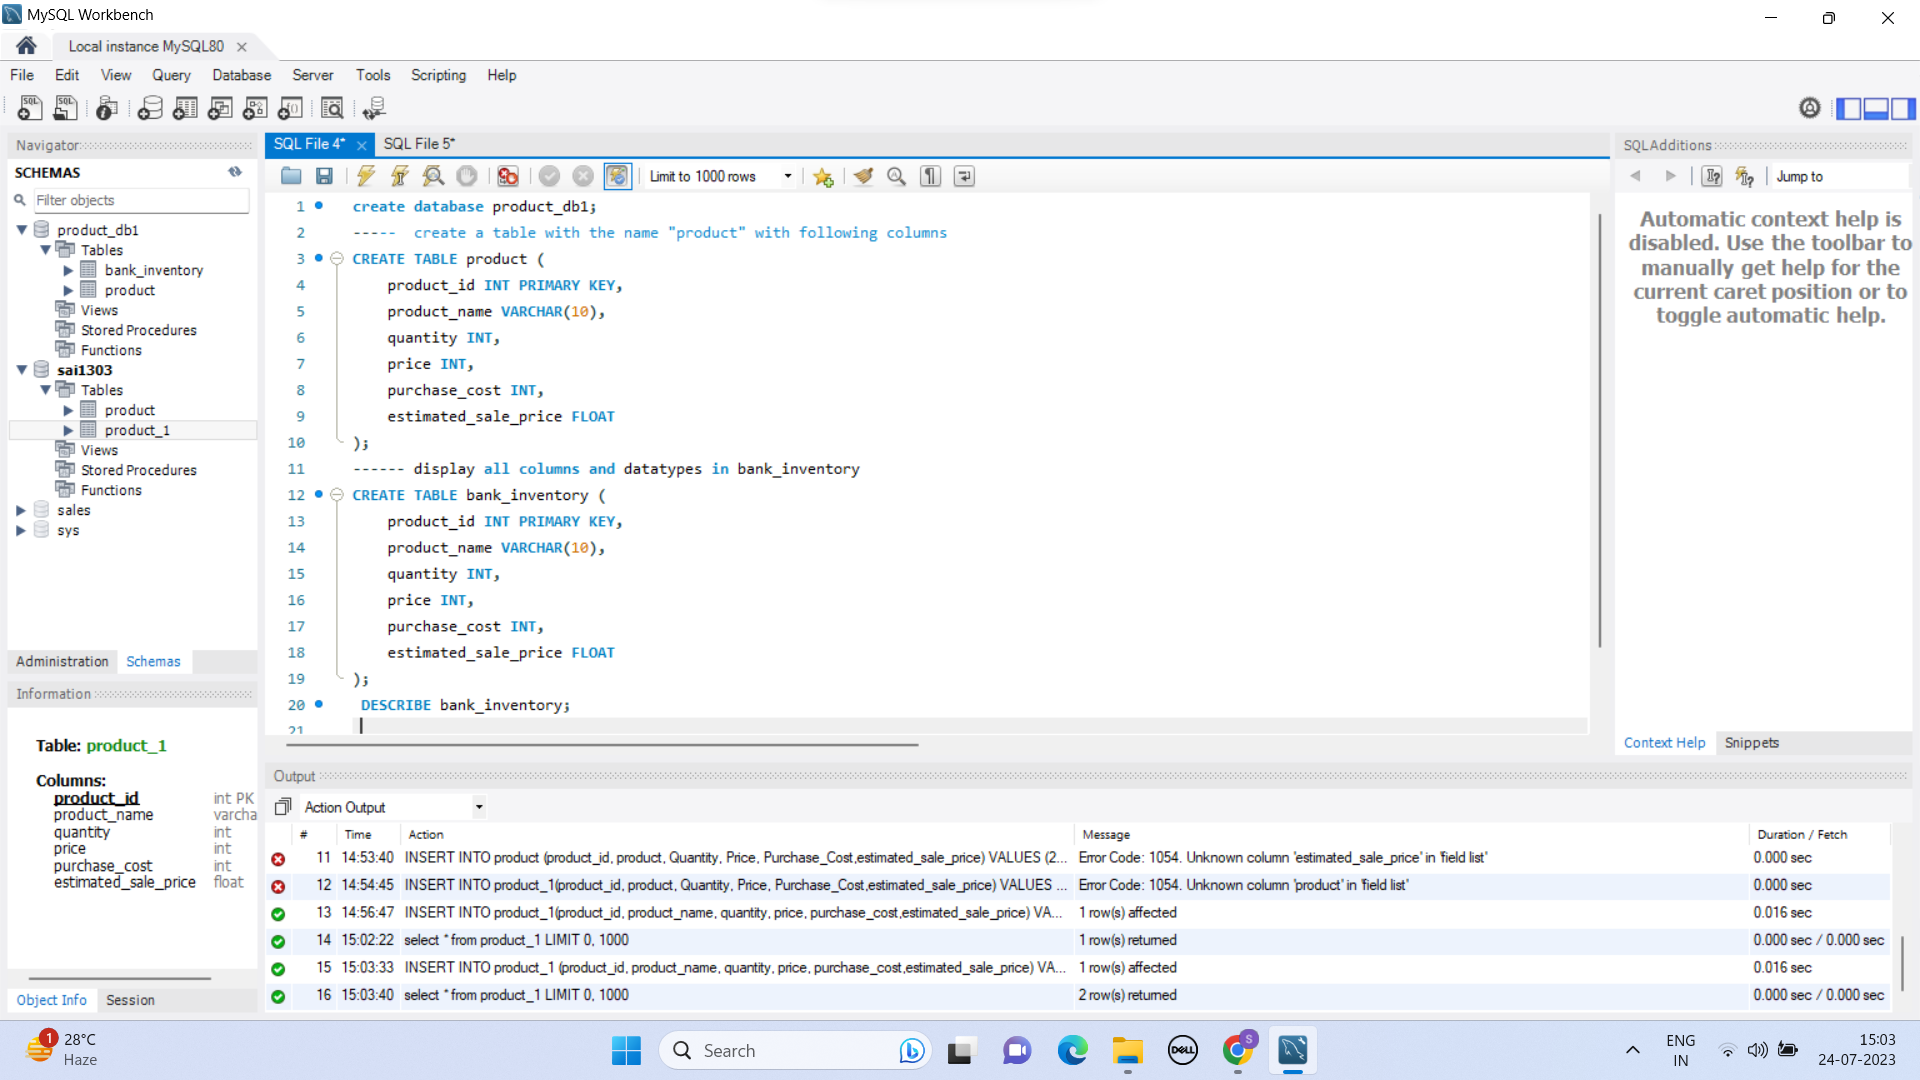 MySQL Workbench
Local instance MySQL80
File Edit View Query Database Server Tools Scripting Help
Navigator
SCHEMAS
Filter objects
product_db1
Tables
bank_inventory
product
Views
Stored Procedures
Functions
sai1303
Tables
product
product_1
Views
Stored Procedures
Functions
sales
sys
Administration Schemas
Information
Table: product_1
Columns:
product_id int PK
product_name varcha
quantity int
price int
purchase_cost int
estimated_sale_price float
Object Info Session
SQL File 4* SQL File 5*
Limit to 1000 rows
1 create database product_db1;
2 ----- create a table with the name "product" with following columns
3 CREATE TABLE product (
4 product_id INT PRIMARY KEY,
5 product_name VARCHAR(10),
6 quantity INT,
7 price INT,
8 purchase_cost INT,
9 estimated_sale_price FLOAT
10 );
11 ------ display all columns and datatypes in bank_inventory
12 CREATE TABLE bank_inventory (
13 product_id INT PRIMARY KEY,
14 product_name VARCHAR(10),
15 quantity INT,
16 price INT,
17 purchase_cost INT,
18 estimated_sale_price FLOAT
19 );
20 DESCRIBE bank_inventory;
21
SQLAdditions
Jump to
Automatic context help is
disabled. Use the toolbar to
manually get help for the
current caret position or to
toggle automatic help.
Context Help Snippets
Output
Action Output
# Time Action Message Duration / Fetch
11 14:53:40 INSERT INTO product (product_id, product, Quantity, Price, Purchase_Cost,estimated_sale_price) VALUES (2... Error Code: 1054. Unknown column 'estimated_sale_price' in 'field list' 0.000 sec
12 14:54:45 INSERT INTO product_1(product_id, product, Quantity, Price, Purchase_Cost,estimated_sale_price) VALUES ... Error Code: 1054. Unknown column 'product' in 'field list' 0.000 sec
13 14:56:47 INSERT INTO product_1(product_id, product_name, quantity, price, purchase_cost,estimated_sale_price) VA... 1 row(s) affected 0.016 sec
14 15:02:22 select * from product_1 LIMIT 0, 1000 1 row(s) returned 0.000 sec / 0.000 sec
15 15:03:33 INSERT INTO product_1 (product_id, product_name, quantity, price, purchase_cost,estimated_sale_price) VA... 1 row(s) affected 0.016 sec
16 15:03:40 select * from product_1 LIMIT 0, 1000 2 row(s) returned 0.000 sec / 0.000 sec
1
28°C
Haze
Search
DELL
S
ENG
IN
15:03
24-07-2023